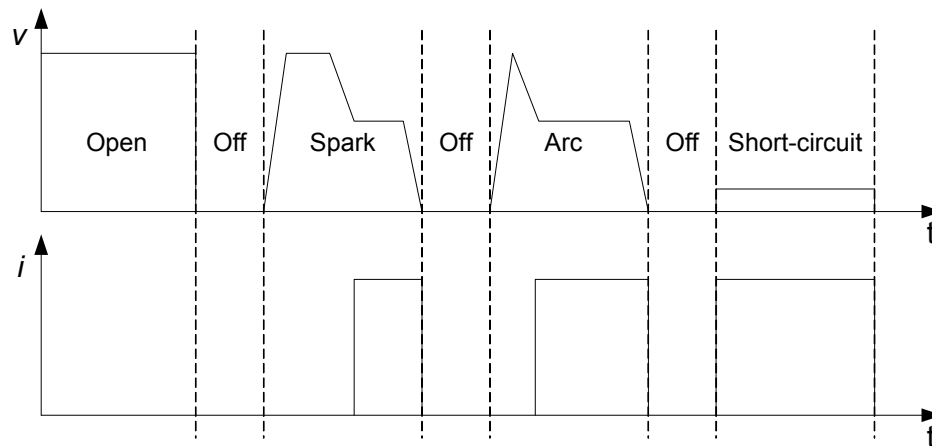 v
Open
Off
Spark
Off
Arc
Off
Short-circuit
t
i
t